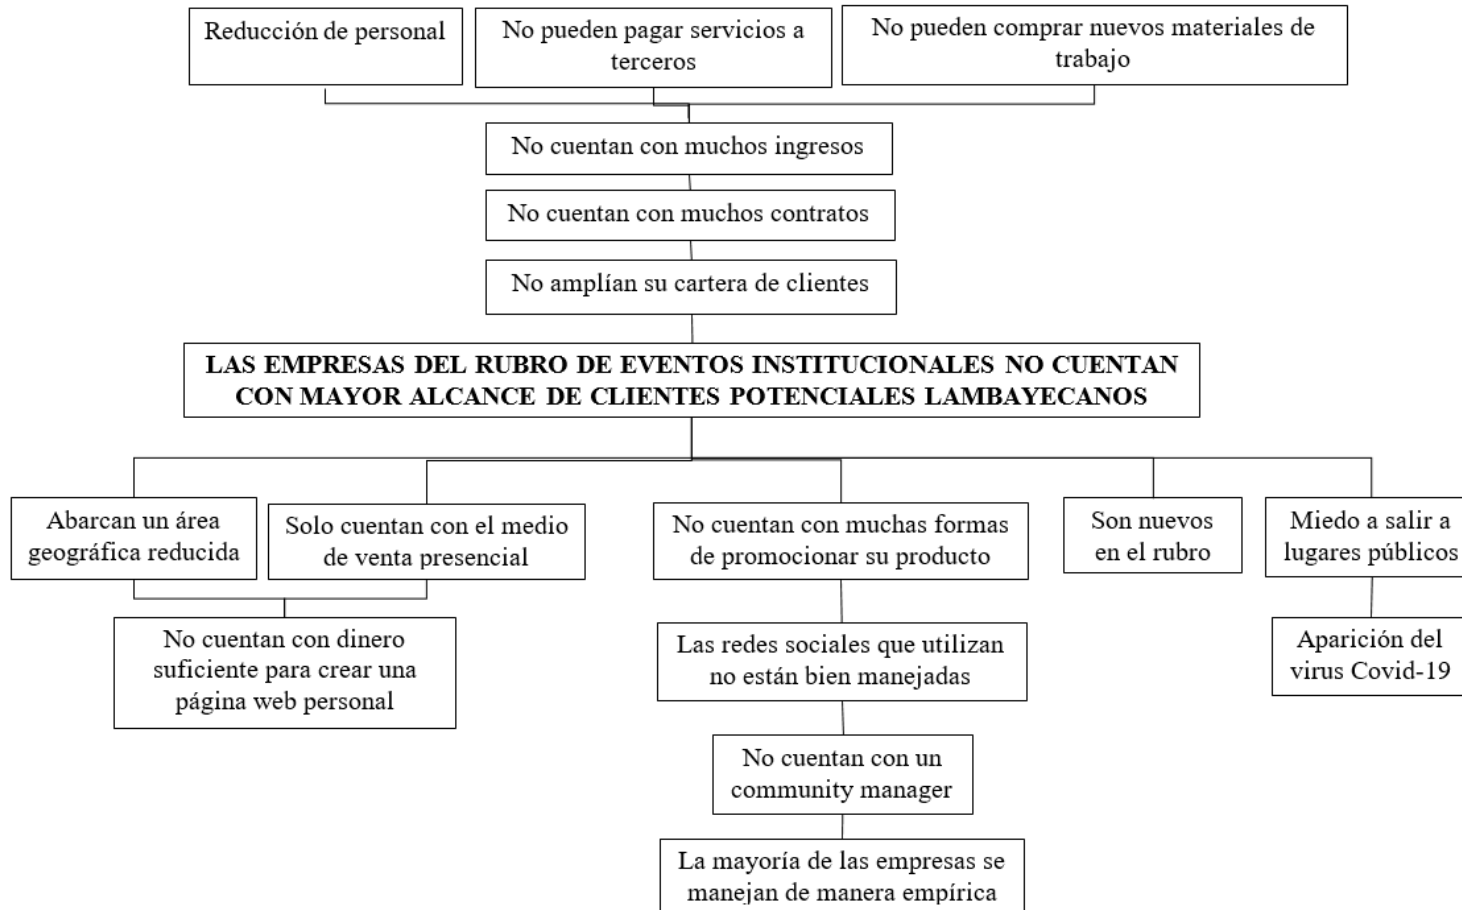 Reducción de personal
No pueden pagar servicios a
terceros
No pueden comprar nuevos materiales de
trabajo
No cuentan con muchos ingresos
No cuentan con muchos contratos
No amplían su cartera de clientes
LAS EMPRESAS DEL RUBRO DE EVENTOS INSTITUCIONALES NO CUENTAN
CON MAYOR ALCANCE DE CLIENTES POTENCIALES LAMBAYECANOS
Abarcan un área
geográfica reducida
Solo cuentan con el medio
de venta presencial
No cuentan con muchas formas
de promocionar su producto
Son nuevos
en el rubro
Miedo a salir a
lugares públicos
No cuentan con dinero
suficiente para crear una
página web personal
Las redes sociales que utilizan
no están bien manejadas
Aparición del
virus Covid-19
No cuentan con un
community manager
La mayoría de las empresas se
manejan de manera empírica